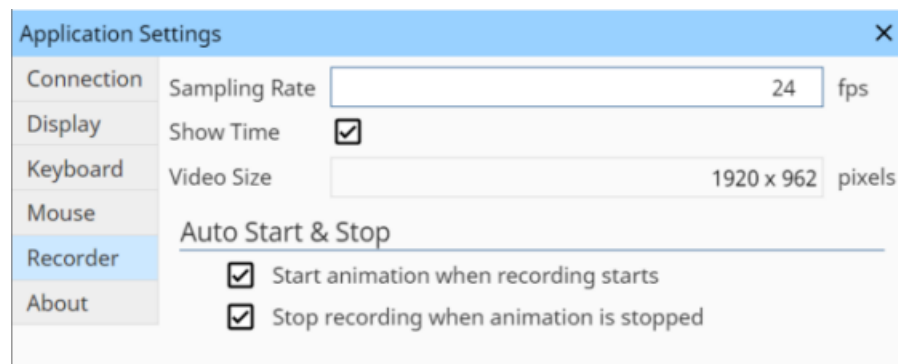 Application Settings
Connection
Display
Keyboard
Mouse
Recorder
About
Sampling Rate 24 fps
Show Time
Video Size 1920 x 962 pixels
Auto Start & Stop
Start animation when recording starts
Stop recording when animation is stopped